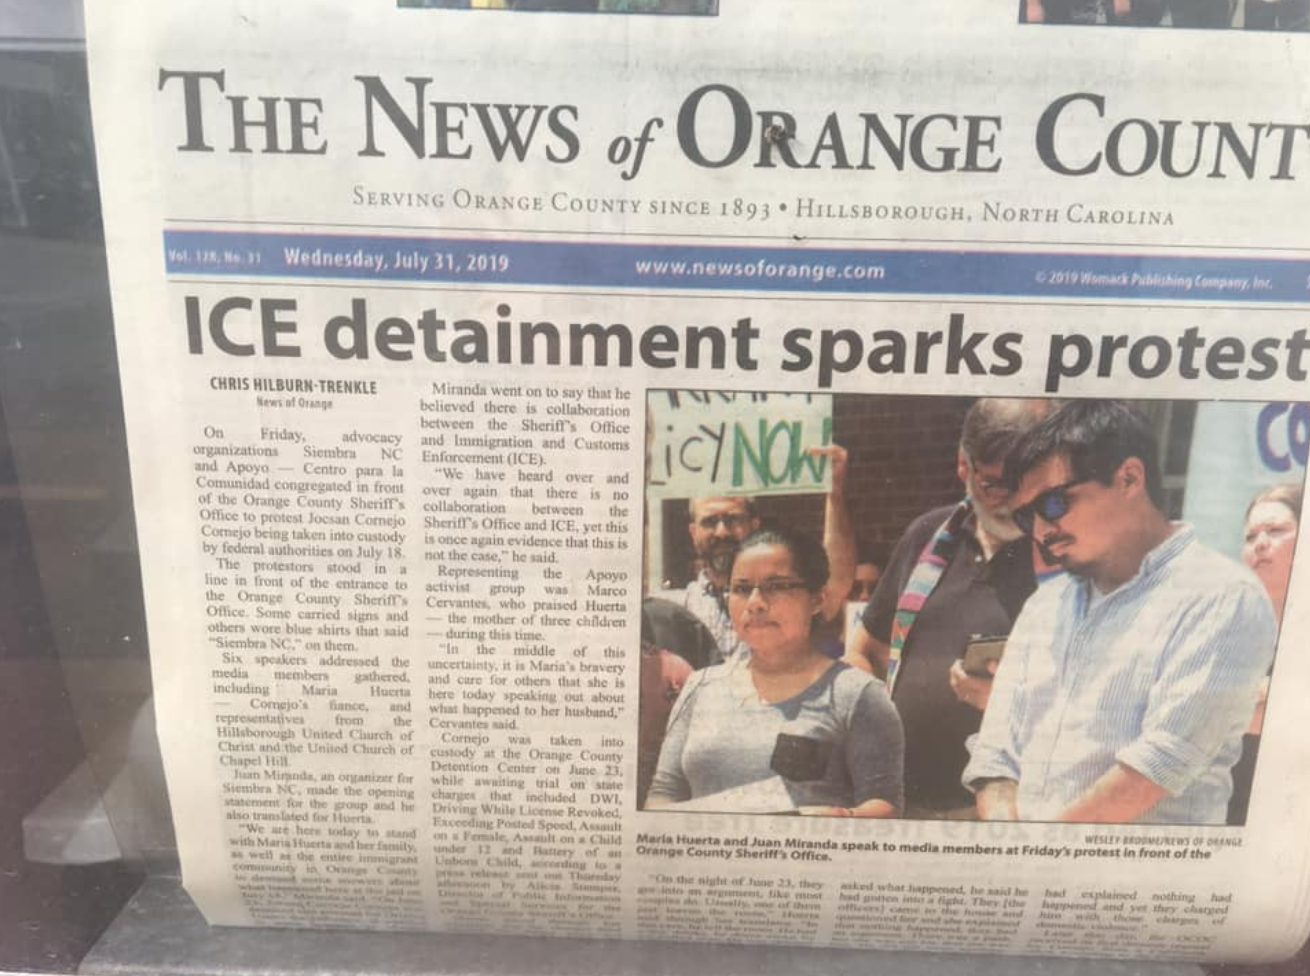 THE NEWS of ORANGE COUNT
SERVING ORANGE COUNTY SINCE 1893 • HILLSBOROUGH, NORTH CAROLINA
Vol. 128, No. 31 Wednesday, July 31, 2019 www.newsoforange.com © 2019 Womack Publishing Company, Inc.
ICE detainment sparks protest
CHRIS HILBURN-TRENKLE
News of Orange
On Friday, advocacy
organizations Siembra NC
and Apoyo — Centro para la
Comunidad congregated in front
of the Orange County Sheriff's
Office to protest Jocsan Cornejo
Cornejo being taken into custody
by federal authorities on July 18.
The protestors stood in a
line in front of the entrance to
the Orange County Sheriff's
Office. Some carried signs and
others wore blue shirts that said
"Siembra NC," on them.
Six speakers addressed the
media members gathered,
including Maria Huerta
— Cornejo's fiance, and
representatives from the
Hillsborough United Church of
Christ and the United Church of
Chapel Hill.
Juan Miranda, an organizer for
Siembra NC, made the opening
statement for the group and he
also translated for Huerta.
"We are here today to stand
with Maria Huerta and her family,
as well as the entire immigrant
community in Orange County
Miranda went on to say that he
believed there is collaboration
between the Sheriff's Office
and Immigration and Customs
Enforcement (ICE).
"We have heard over and
over again that there is no
collaboration between the
Sheriff's Office and ICE, yet this
is once again evidence that this is
not the case," he said.
Representing the Apoyo
activist group was Marco
Cervantes, who praised Huerta
— the mother of three children
— during this time.
"In the middle of this
uncertainty, it is Maria's bravery
and care for others that she is
here today speaking out about
what happened to her husband,"
Cervantes said.
Cornejo was taken into
custody at the Orange County
Detention Center on June 23,
while awaiting trial on state
charges that included DWI,
Driving While License Revoked,
Exceeding Posted Speed, Assault
on a Female, Assault on a Child
under 12 and Battery of an
Unborn Child, according to a
press release sent out Thursday
afternoon by Alicia Stemper,
Director of Public Information
icy NOW
CO
WESLEY BROOME/NEWS OF ORANGE
Maria Huerta and Juan Miranda speak to media members at Friday's protest in front of the
Orange County Sheriff's Office.
"On the night of June 23, they
got into an argument, like most
couples do. Usually, one of them
asked what happened, he said he
had gotten into a fight. They [the
officers] came to the house and
questioned her and she explained
had explained nothing had
happened and yet they charged
him with those charges of
domestic violence."